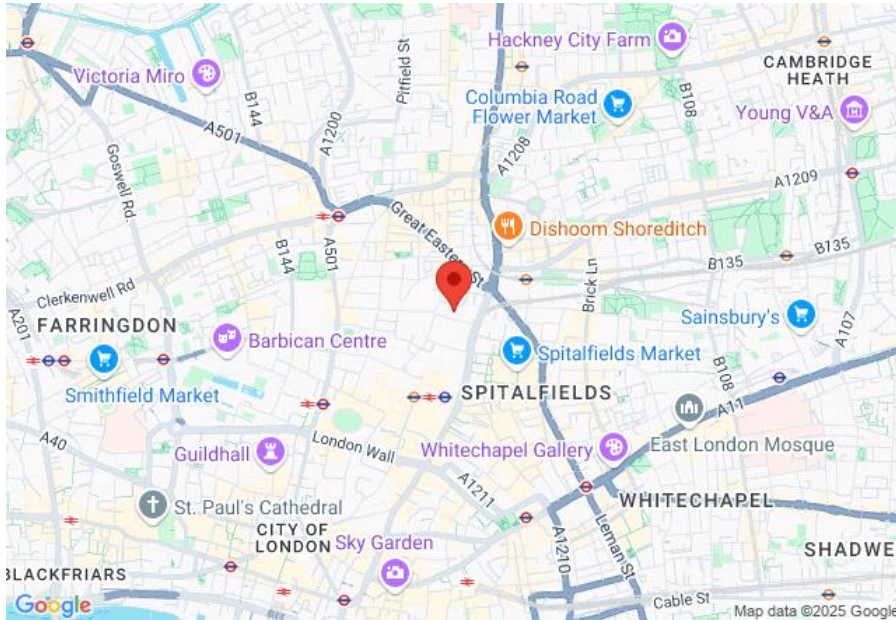 Hackney City Farm
CAMBRIDGE
HEATH
Victoria Miro
Pitfield St
B144
A501
A1200
Columbia Road
Flower Market
B108
Young V&A
Goswell Rd
A1208
A1209
Great Eastern St
Dishoom Shoreditch
B144
A501
B135
B135
Clerkenwell Rd
Brick Ln
A201
FARRINGDON
Barbican Centre
Sainsbury's
A107
Smithfield Market
Spitalfields Market
SPITALFIELDS
B108
A11
A40
Guildhall
London Wall
Whitechapel Gallery
East London Mosque
A1211
St. Paul's Cathedral
WHITECHAPEL
CITY OF
LONDON
Sky Garden
A1210
Leman St
SHADWE
BLACKFRIARS
Cable St
Google
Map data ©2025 Google